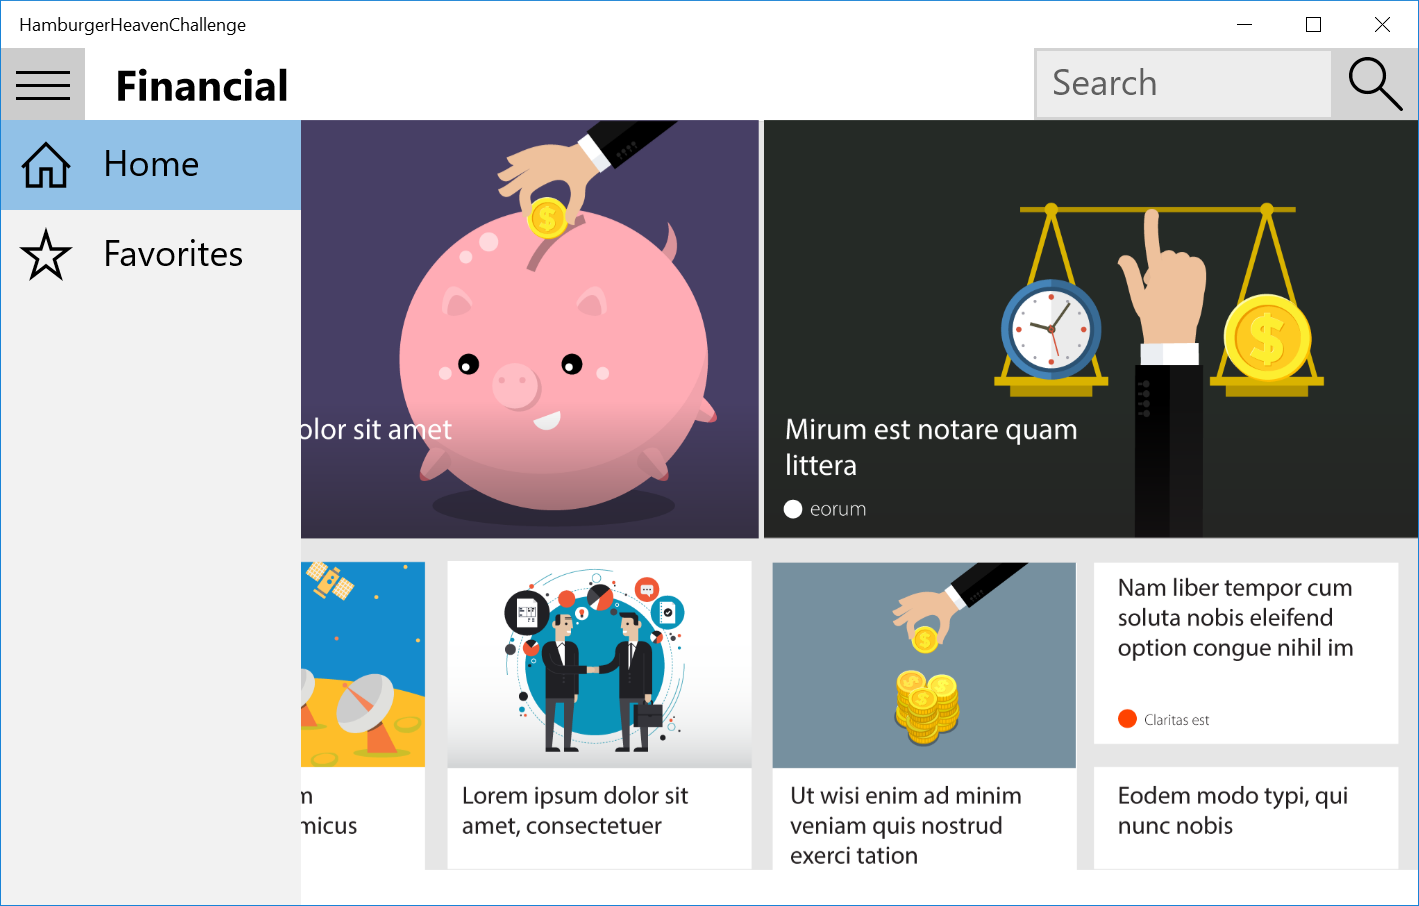 HamburgerHeavenChallenge
Financial
Search
Home
Favorites
olor sit amet
Mirum est notare quam
littera
eorum
micus
Lorem ipsum dolor sit
amet, consectetuer
Ut wisi enim ad minim
veniam quis nostrud
exerci tation
Nam liber tempor cum
soluta nobis eleifend
option congue nihil im
Claritas est
Eodem modo typi, qui
nunc nobis